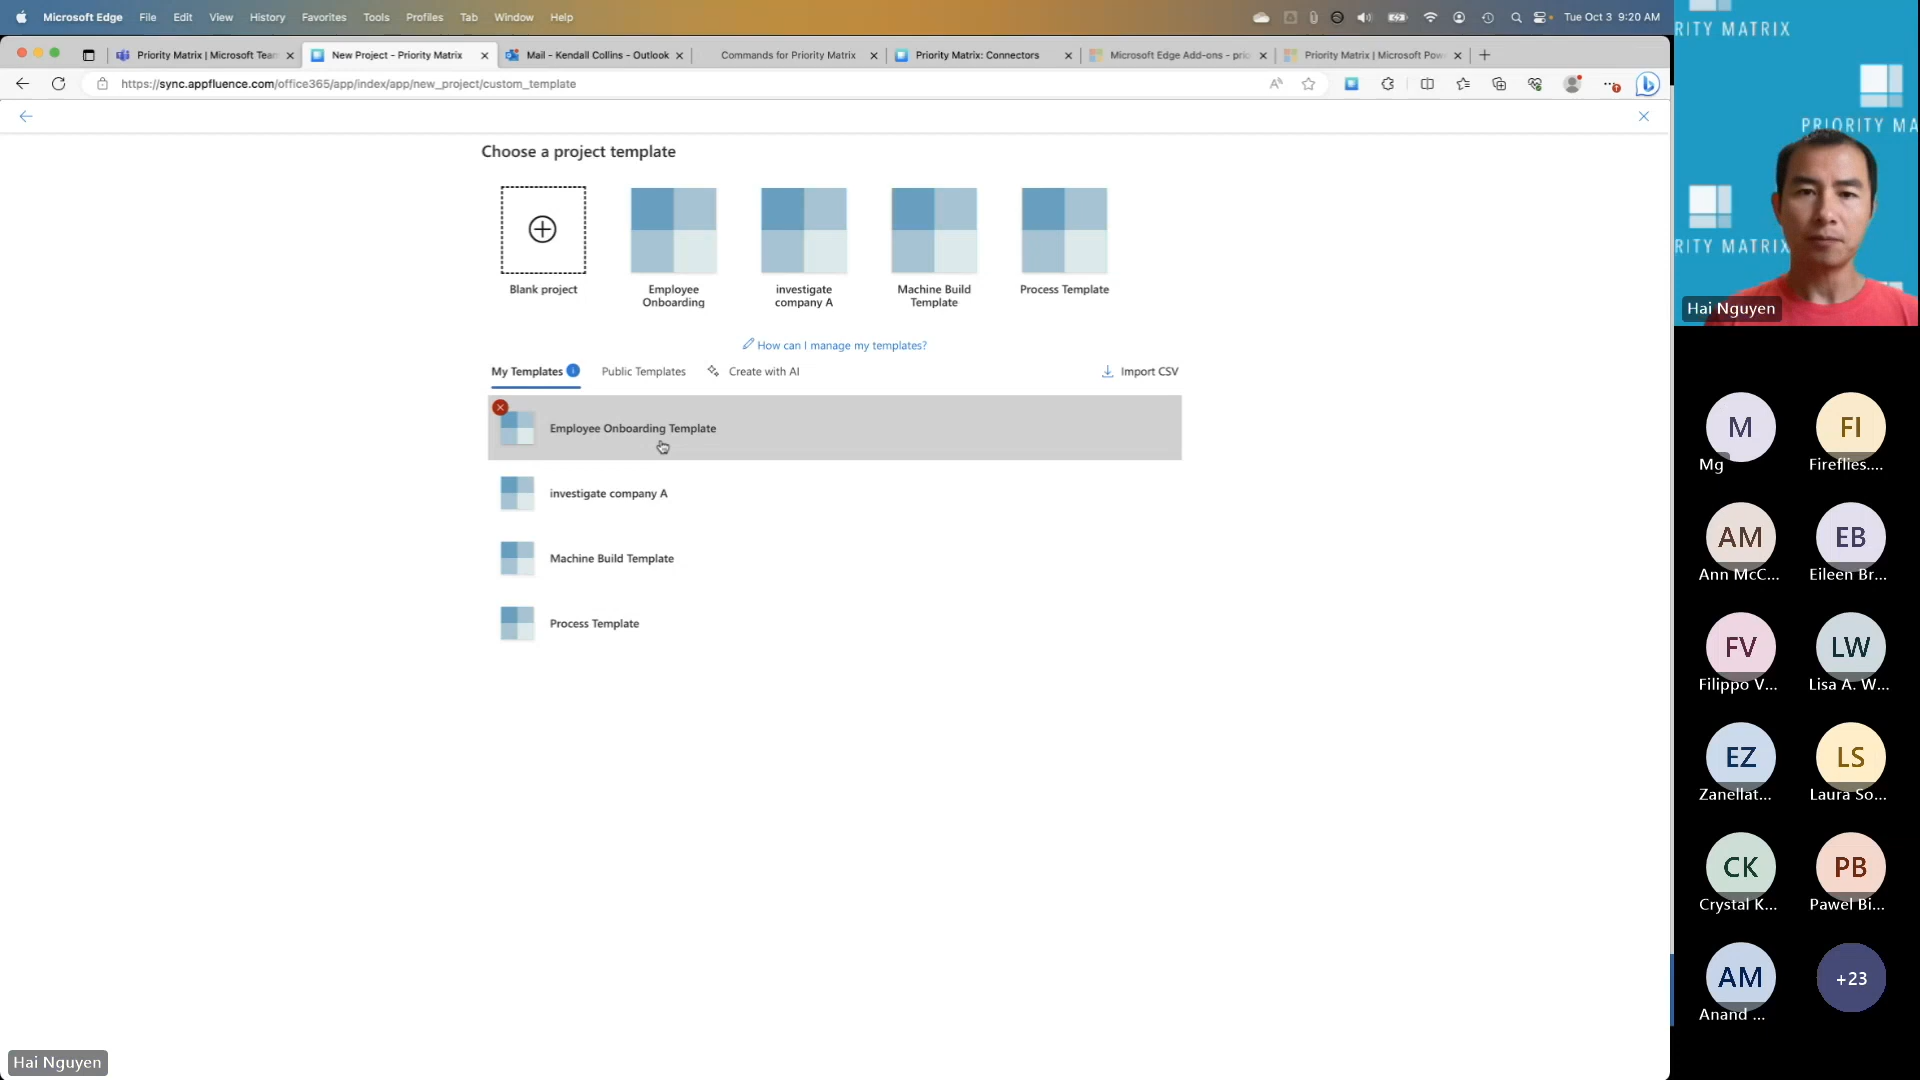 Microsoft Edge File Edit View History Favorites Tools Profiles Tab Window Help
Tue Oct 3 9:20 AM
Priority Matrix | Microsoft Team
New Project - Priority Matrix
Mail - Kendall Collins - Outlook
Commands for Priority Matrix
Priority Matrix: Connectors
Microsoft Edge Add-ons - prio
Priority Matrix | Microsoft Pow
https://sync.appfluence.com/office365/app/index/app/new_project/custom_template
Choose a project template
Blank project
Employee
Onboarding
investigate
company A
Machine Build
Template
Process Template
How can I manage my templates?
My Templates
Public Templates
Create with AI
Import CSV
Employee Onboarding Template
investigate company A
Machine Build Template
Process Template
Hai Nguyen
RITY MATRIX
PRIORITY MA
RITY MATRIX
Hai Nguyen
M
Mg
FI
Fireflies....
AM
Ann McC...
EB
Eileen Br...
FV
Filippo V...
LW
Lisa A. W...
EZ
Zanellat...
LS
Laura So...
CK
Crystal K...
PB
Pawel Bi...
AM
Anand ...
+23